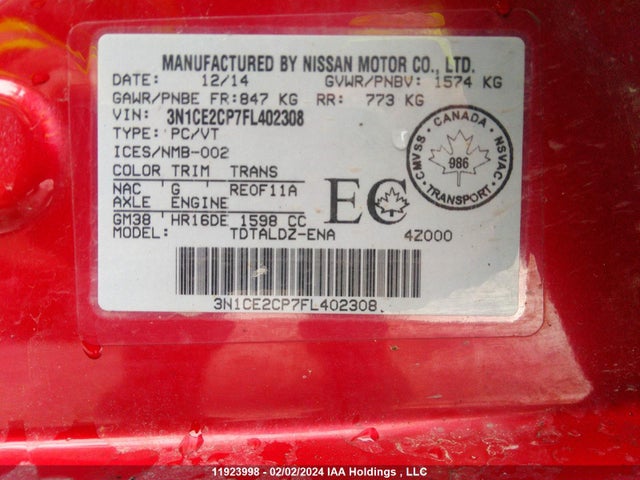 MANUFACTURED BY NISSAN MOTOR CO., LTD.
DATE: 12/14 GVWR/PNBV: 1574 KG
GAWR/PNBE FR: 847 KG RR: 773 KG
VIN: 3N1CE2CP7FL402308
TYPE: PC/VT
ICES/NMB-002
COLOR TRIM TRANS
NAC G RE0F11A
AXLE ENGINE
GM38 HR16DE 1598 CC
MODEL: TDTALDZ-ENA 4Z000
EC
CANADA
CMVSS 986 NSVAC
TRANSPORT
3N1CE2CP7FL402308
11923998 - 02/02/2024 IAA Holdings , LLC